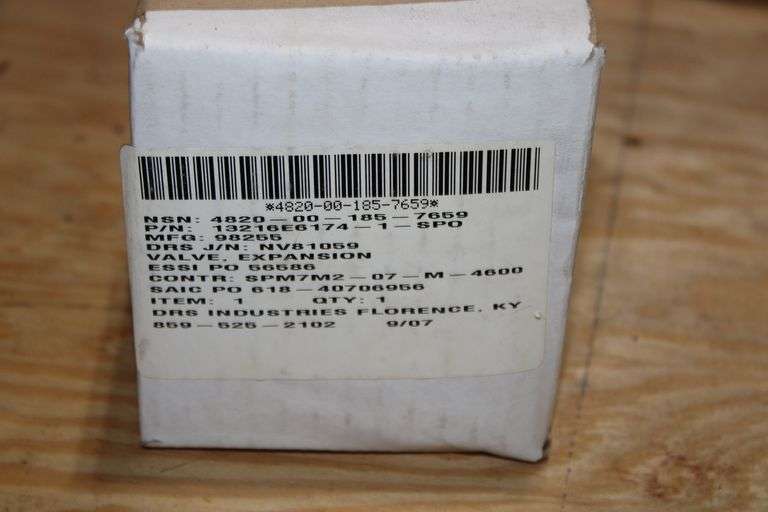 *4820-00-185-7659*
NSN: 4820-00-185-7659
P/N: 13216E6174-1-SPO
MFG: 98255
DRS J/N: NV81059
VALVE, EXPANSION
ESSI PO 56586
CONTR: SPM7M2-07-M-4600
SAIC PO 618-40706956
ITEM: 1 QTY: 1
DRS INDUSTRIES FLORENCE, KY
859-525-2102 9/07